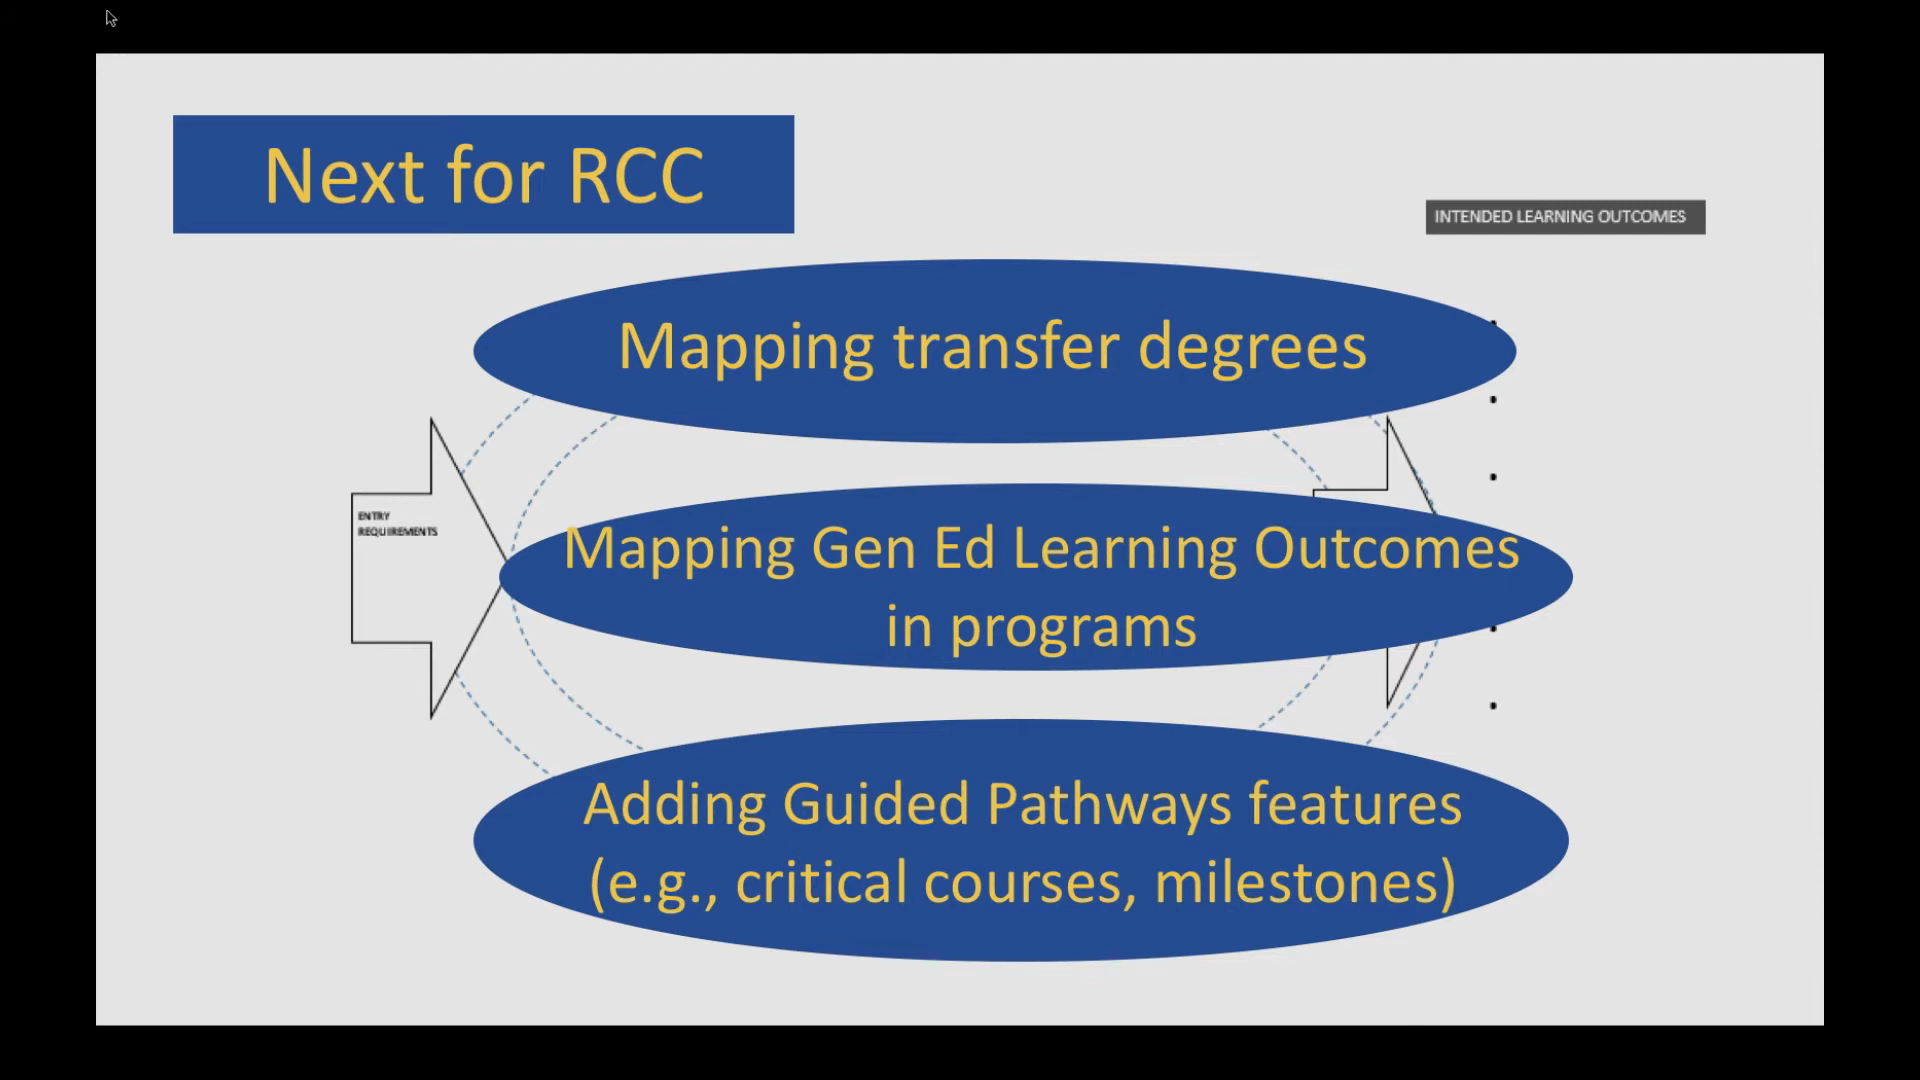 Next for RCC
INTENDED LEARNING OUTCOMES
Mapping transfer degrees
ENTRY
REQUIREMENTS
Mapping Gen Ed Learning Outcomes
in programs
Adding Guided Pathways features
(e.g., critical courses, milestones)